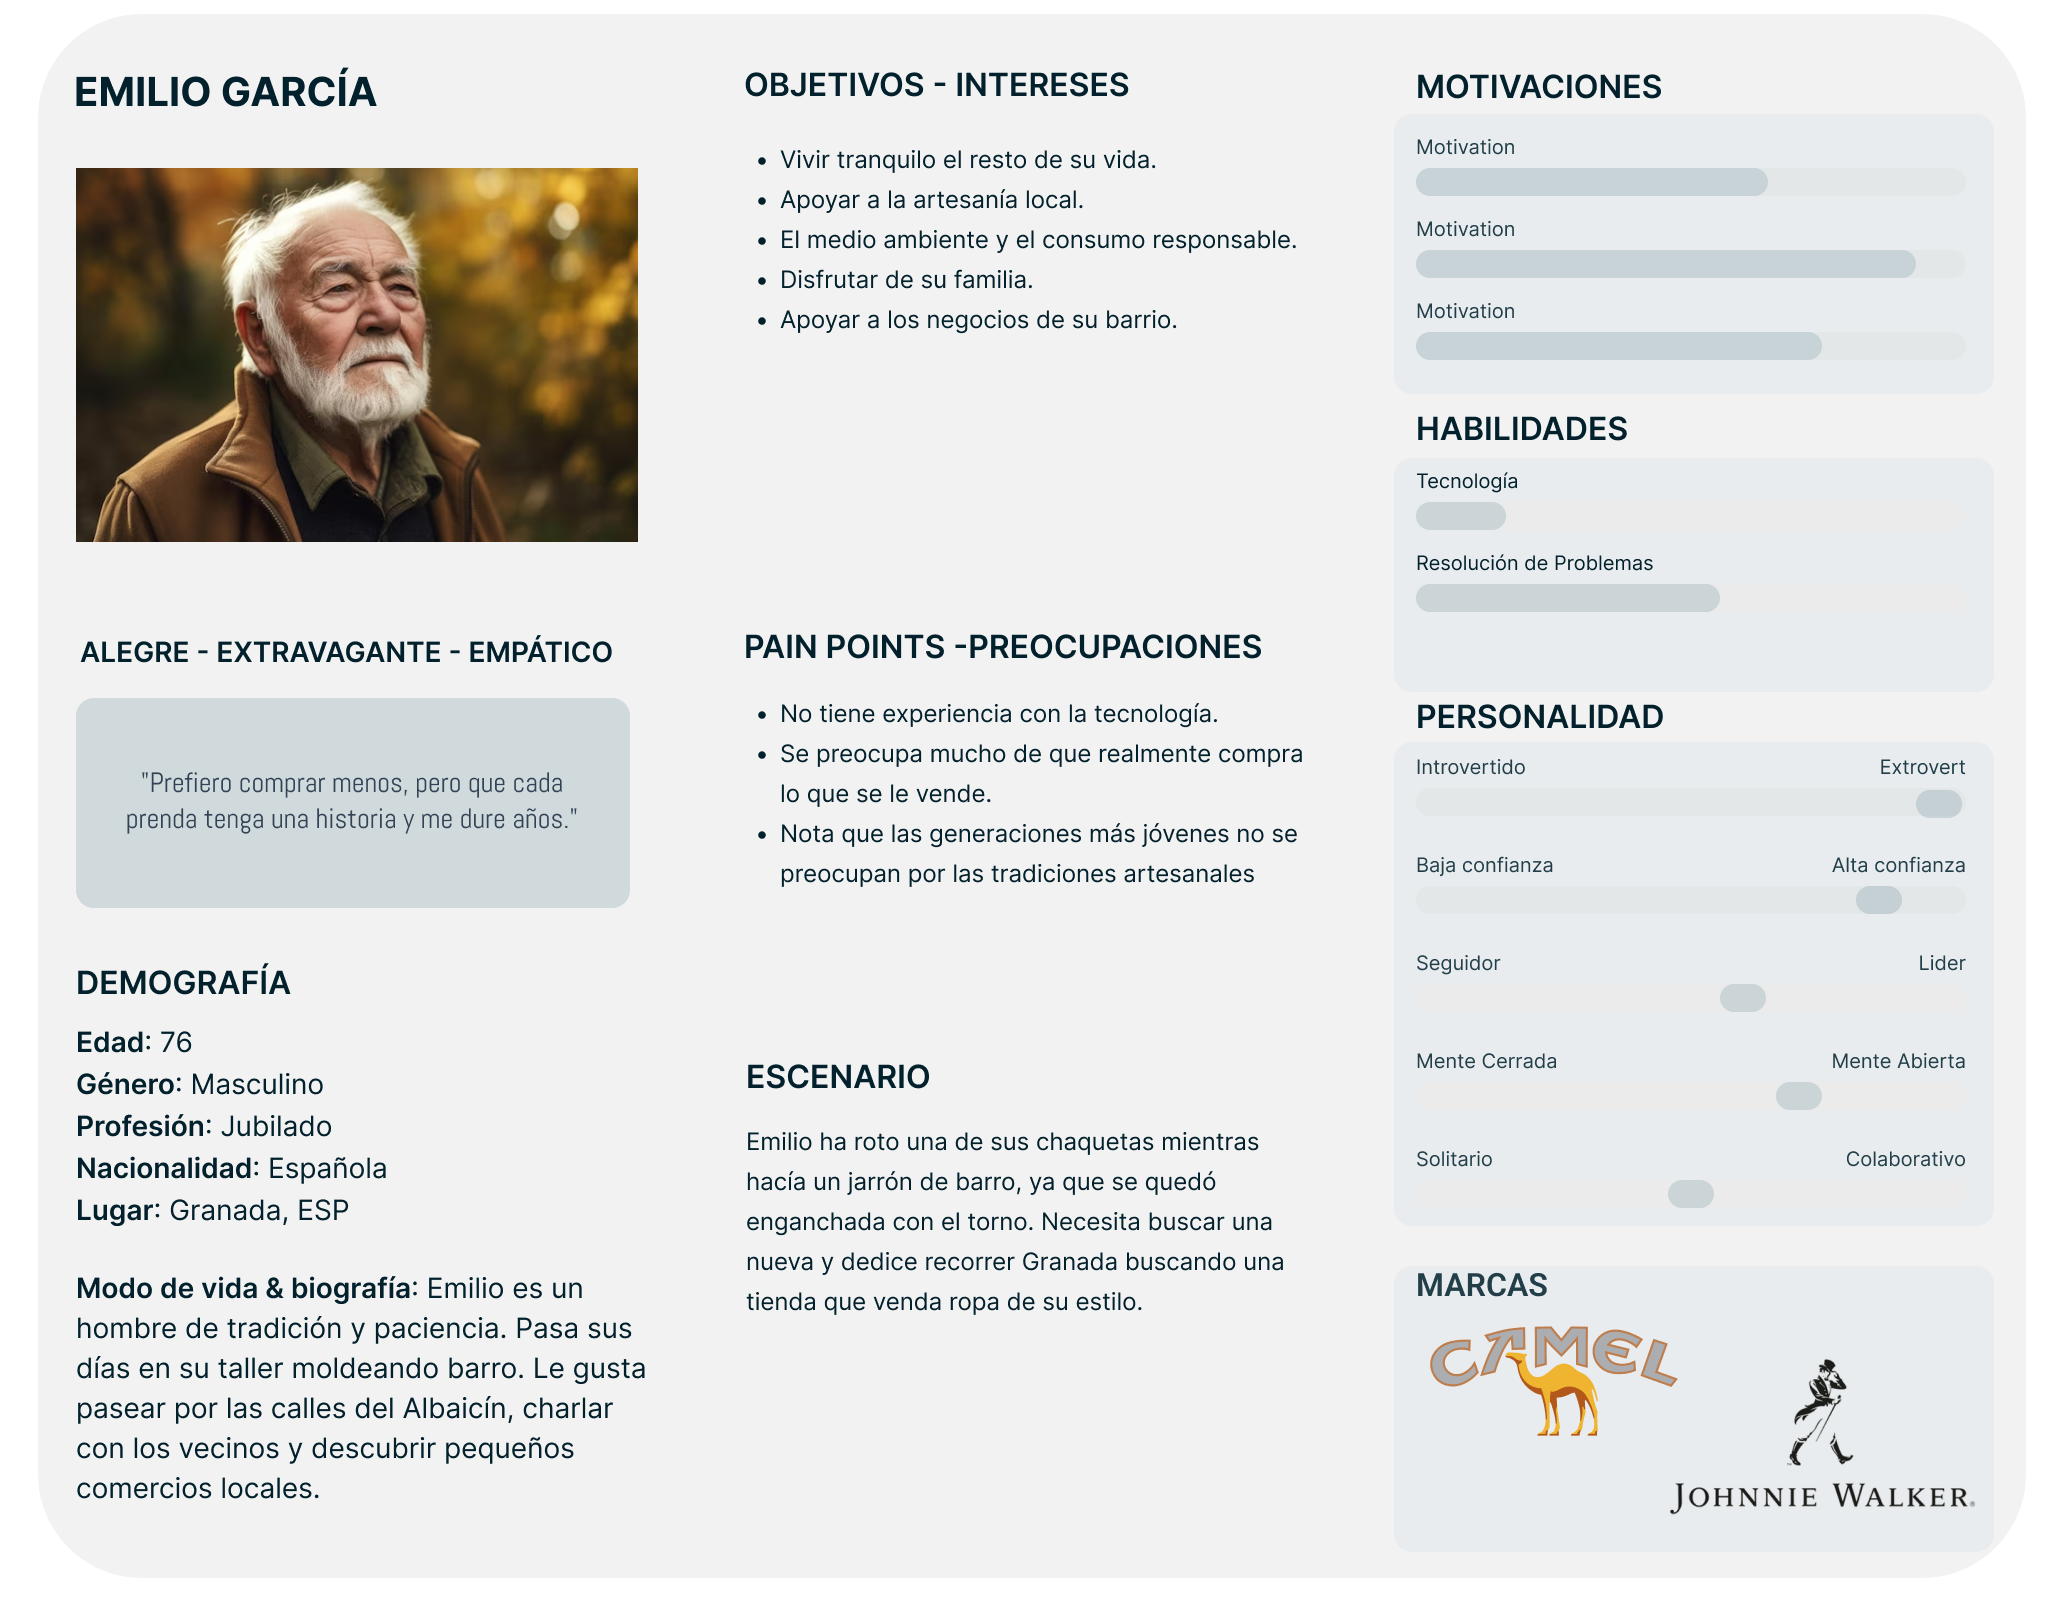 EMILIO GARCÍA
ALEGRE - EXTRAVAGANTE - EMPÁTICO
"Prefiero comprar menos, pero que cada
prenda tenga una historia y me dure años."
DEMOGRAFÍA
Edad: 76
Género: Masculino
Profesión: Jubilado
Nacionalidad: Española
Lugar: Granada, ESP
Modo de vida & biografía: Emilio es un
hombre de tradición y paciencia. Pasa sus
días en su taller moldeando barro. Le gusta
pasear por las calles del Albaicín, charlar
con los vecinos y descubrir pequeños
comercios locales.
OBJETIVOS - INTERESES
• Vivir tranquilo el resto de su vida.
• Apoyar a la artesanía local.
• El medio ambiente y el consumo responsable.
• Disfrutar de su familia.
• Apoyar a los negocios de su barrio.
PAIN POINTS -PREOCUPACIONES
• No tiene experiencia con la tecnología.
• Se preocupa mucho de que realmente compra
lo que se le vende.
• Nota que las generaciones más jóvenes no se
preocupan por las tradiciones artesanales
ESCENARIO
Emilio ha roto una de sus chaquetas mientras
hacía un jarrón de barro, ya que se quedó
enganchada con el torno. Necesita buscar una
nueva y dedice recorrer Granada buscando una
tienda que venda ropa de su estilo.
MOTIVACIONES
Motivation
Motivation
Motivation
HABILIDADES
Tecnología
Resolución de Problemas
PERSONALIDAD
Introvertido Extrovert
Baja confianza Alta confianza
Seguidor Lider
Mente Cerrada Mente Abierta
Solitario Colaborativo
MARCAS
CAMEL
JOHNNIE WALKER®